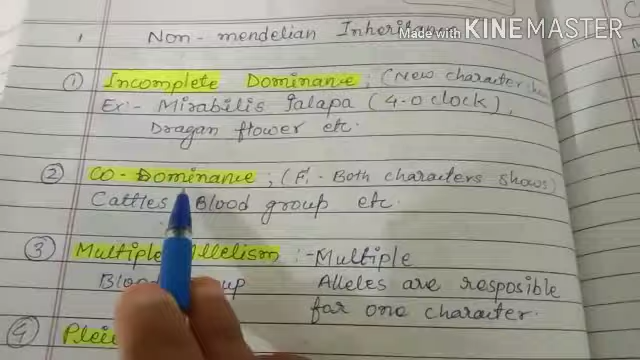 Non-mendelian Inheritance
Made with KINEMASTER
① Incomplete Dominance ; (New character
Ex:- Mirabilis Jalapa (4-0 clock),
Dragan flower etc.
② CO-Dominance ; (F1 - Both characters shows)
Cattles Blood group etc.
③ Multiple Allelism :- Multiple
Alleles are resposible
for one character.
④